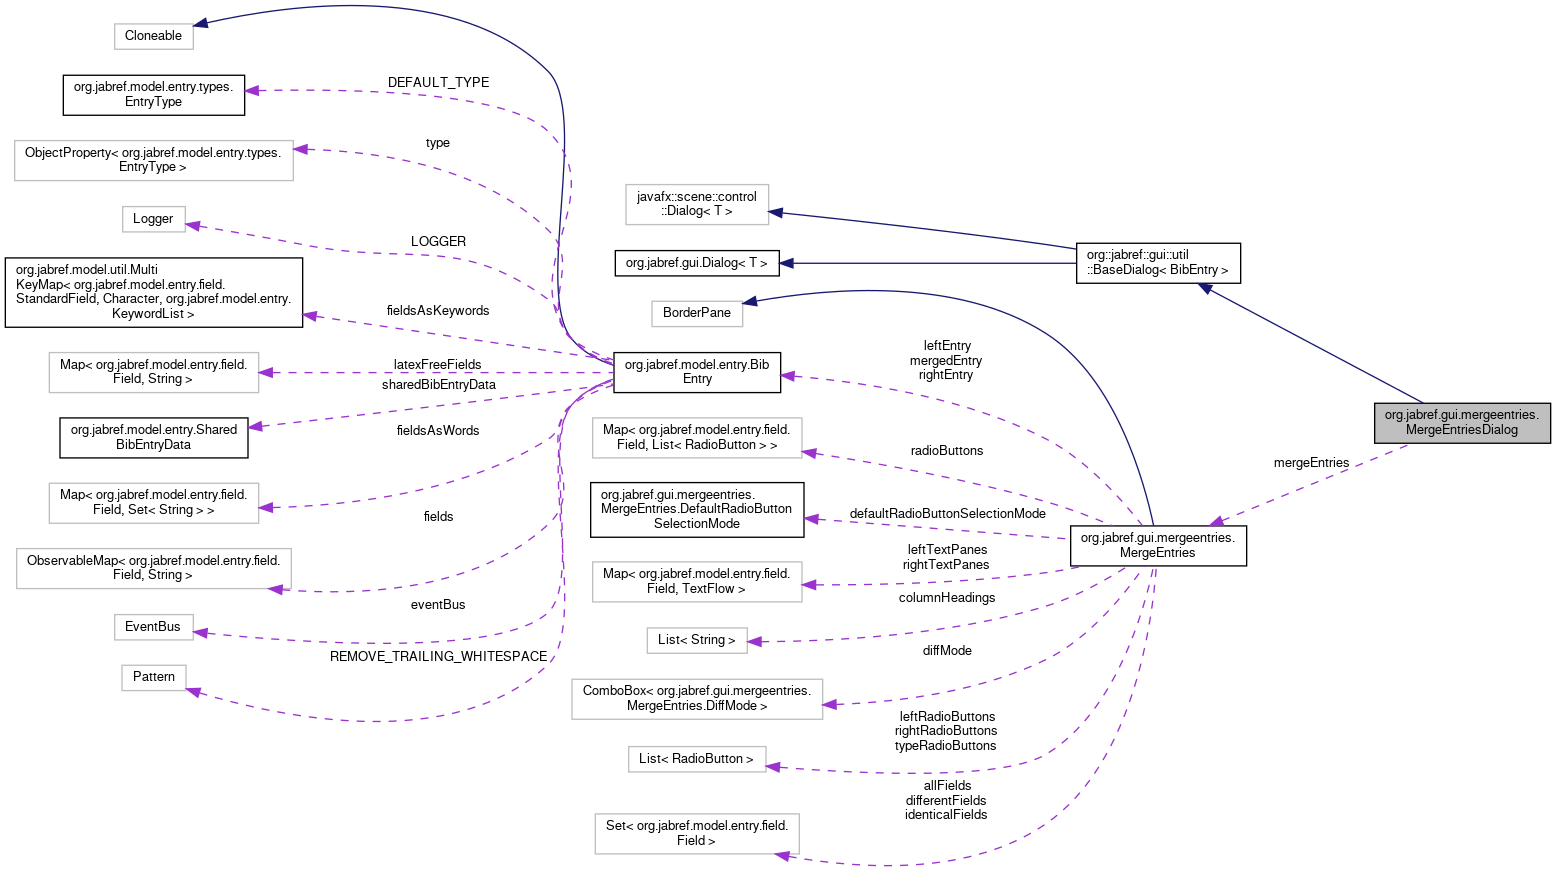 Cloneable
org.jabref.model.entry.types.
EntryType
ObjectProperty< org.jabref.model.entry.types.
EntryType >
Logger
org.jabref.model.util.Multi
KeyMap< org.jabref.model.entry.field.
StandardField, Character, org.jabref.model.entry.
KeywordList >
Map< org.jabref.model.entry.field.
Field, String >
org.jabref.model.entry.Shared
BibEntryData
Map< org.jabref.model.entry.field.
Field, Set< String > >
ObservableMap< org.jabref.model.entry.field.
Field, String >
EventBus
Pattern
DEFAULT_TYPE
type
LOGGER
fieldsAsKeywords
latexFreeFields
sharedBibEntryData
fieldsAsWords
fields
eventBus
REMOVE_TRAILING_WHITESPACE
javafx::scene::control
::Dialog< T >
org.jabref.gui.Dialog< T >
BorderPane
org.jabref.model.entry.Bib
Entry
Map< org.jabref.model.entry.field.
Field, List< RadioButton > >
org.jabref.gui.mergeentries.
MergeEntries.DefaultRadioButton
SelectionMode
Map< org.jabref.model.entry.field.
Field, TextFlow >
List< String >
ComboBox< org.jabref.gui.mergeentries.
MergeEntries.DiffMode >
List< RadioButton >
Set< org.jabref.model.entry.field.
Field >
leftEntry
mergedEntry
rightEntry
radioButtons
defaultRadioButtonSelectionMode
leftTextPanes
rightTextPanes
columnHeadings
diffMode
leftRadioButtons
rightRadioButtons
typeRadioButtons
allFields
differentFields
identicalFields
org::jabref::gui::util
::BaseDialog< BibEntry >
org.jabref.gui.mergeentries.
MergeEntries
mergeEntries
org.jabref.gui.mergeentries.
MergeEntriesDialog